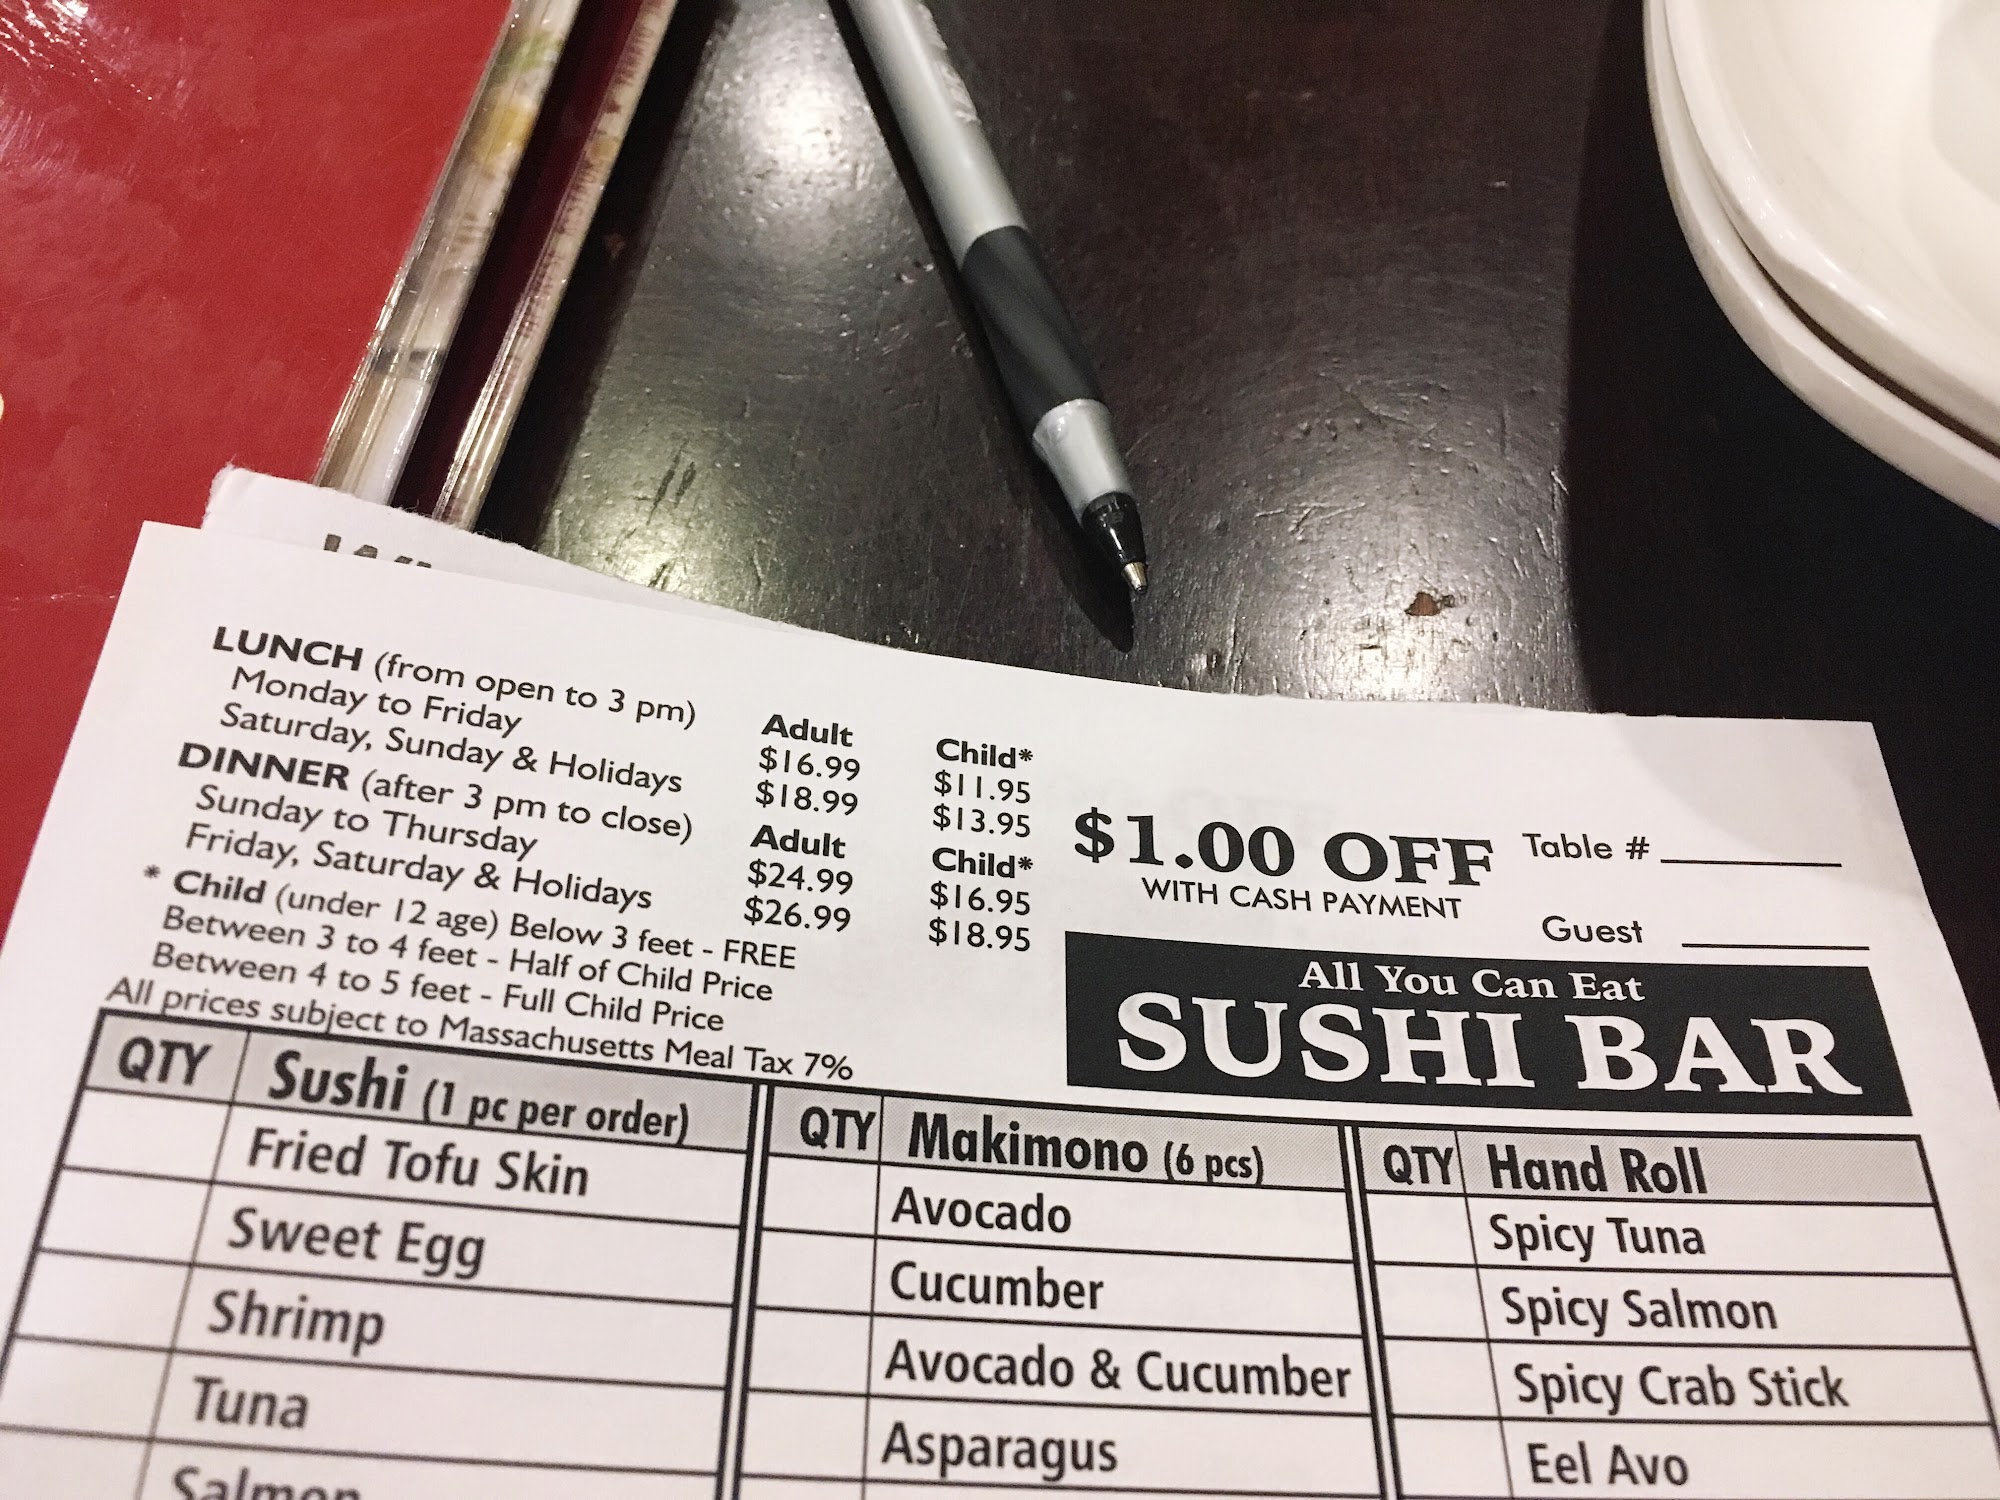 LUNCH (from open to 3 pm) Adult Child*
Monday to Friday $16.99 $11.95
Saturday, Sunday & Holidays $18.99 $13.95
DINNER (after 3 pm to close) Adult Child*
Sunday to Thursday $24.99 $16.95
Friday, Saturday & Holidays $26.99 $18.95
* Child (under 12 age) Below 3 feet - FREE
Between 3 to 4 feet - Half of Child Price
Between 4 to 5 feet - Full Child Price
All prices subject to Massachusetts Meal Tax 7%
$1.00 OFF
WITH CASH PAYMENT
Table #
Guest
All You Can Eat
SUSHI BAR
QTY Sushi (1 pc per order)
Fried Tofu Skin
Sweet Egg
Shrimp
Tuna
Salmon
QTY Makimono (6 pcs)
Avocado
Cucumber
Avocado & Cucumber
Asparagus
QTY Hand Roll
Spicy Tuna
Spicy Salmon
Spicy Crab Stick
Eel Avo